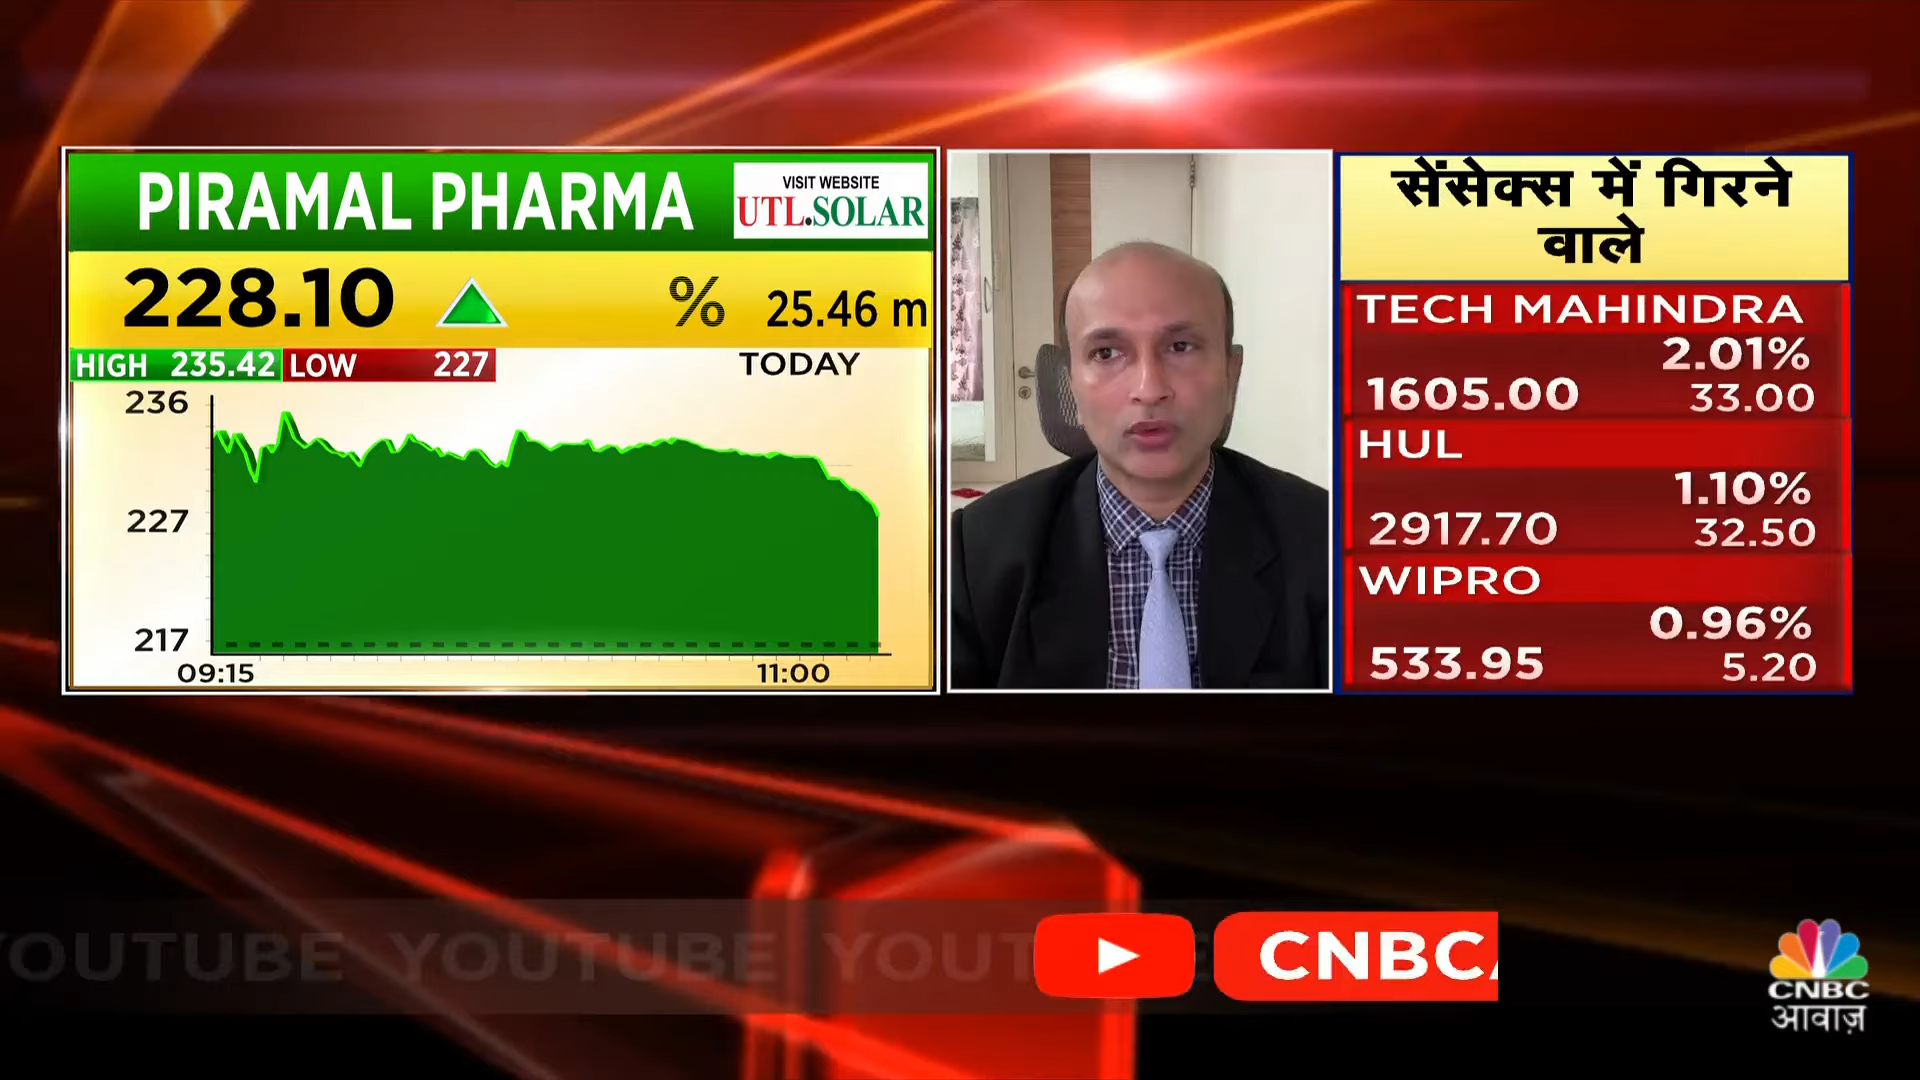 PIRAMAL PHARMA
VISIT WEBSITE
UTL.SOLAR
228.10 % 25.46 m
HIGH 235.42 LOW 227 TODAY
236
227
217
09:15 11:00
सेंसेक्स में गिरने
वाले
TECH MAHINDRA
2.01%
1605.00 33.00
HUL
1.10%
2917.70 32.50
WIPRO
0.96%
533.95 5.20
YOUTUBE YOUTUBE YOUT
CNBC
CNBC
आवाज़